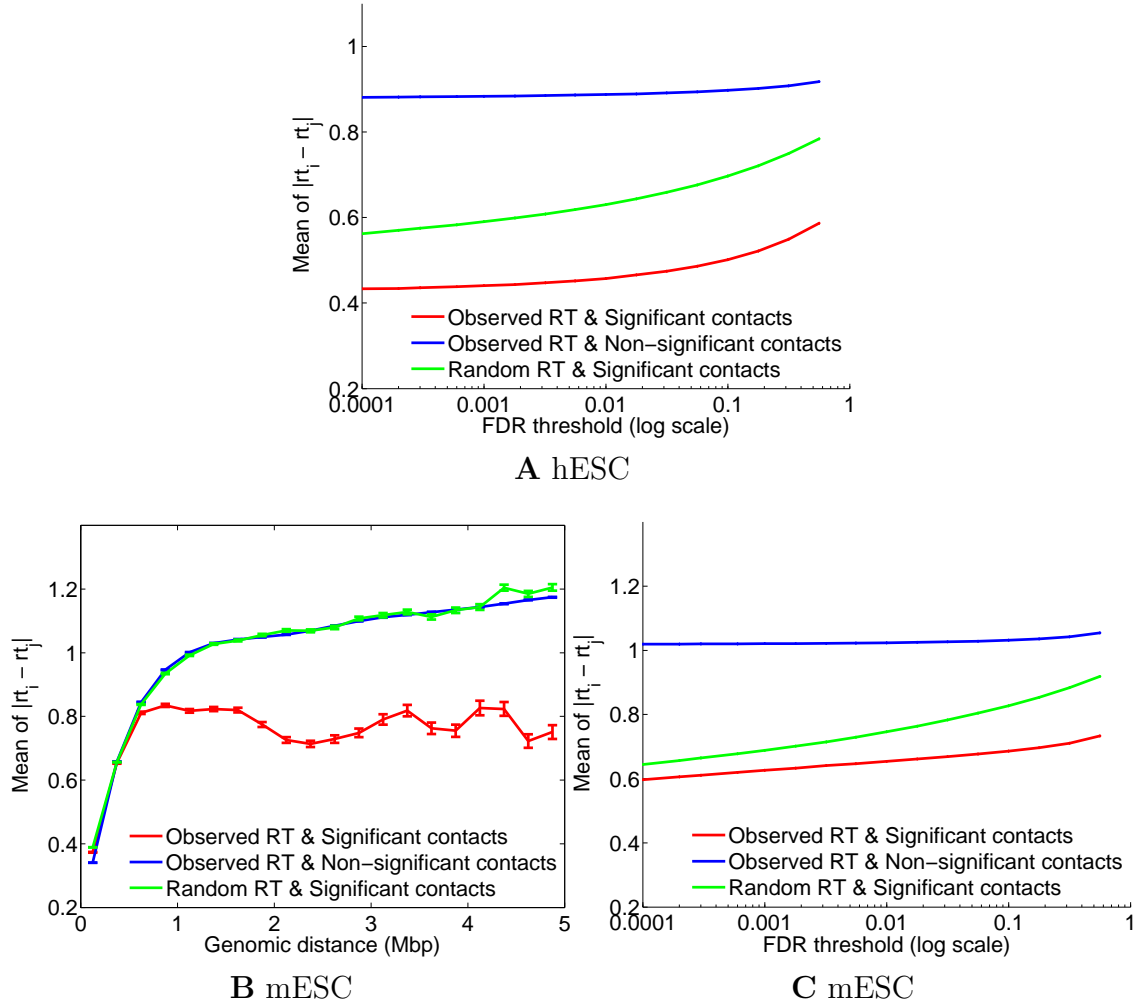 1
0.8
0.6
0.4
0.2
Mean of |rt_i − rt_j|
Observed RT & Significant contacts
Observed RT & Non−significant contacts
Random RT & Significant contacts
0.0001 0.001 0.01 0.1 1
FDR threshold (log scale)
A hESC
1.2
1
0.8
0.6
0.4
0.2
Mean of |rt_i − rt_j|
Observed RT & Significant contacts
Observed RT & Non−significant contacts
Random RT & Significant contacts
0 1 2 3 4 5
Genomic distance (Mbp)
B mESC
1.2
1
0.8
0.6
0.4
0.2
Mean of |rt_i − rt_j|
Observed RT & Significant contacts
Observed RT & Non−significant contacts
Random RT & Significant contacts
0.0001 0.001 0.01 0.1 1
FDR threshold (log scale)
C mESC